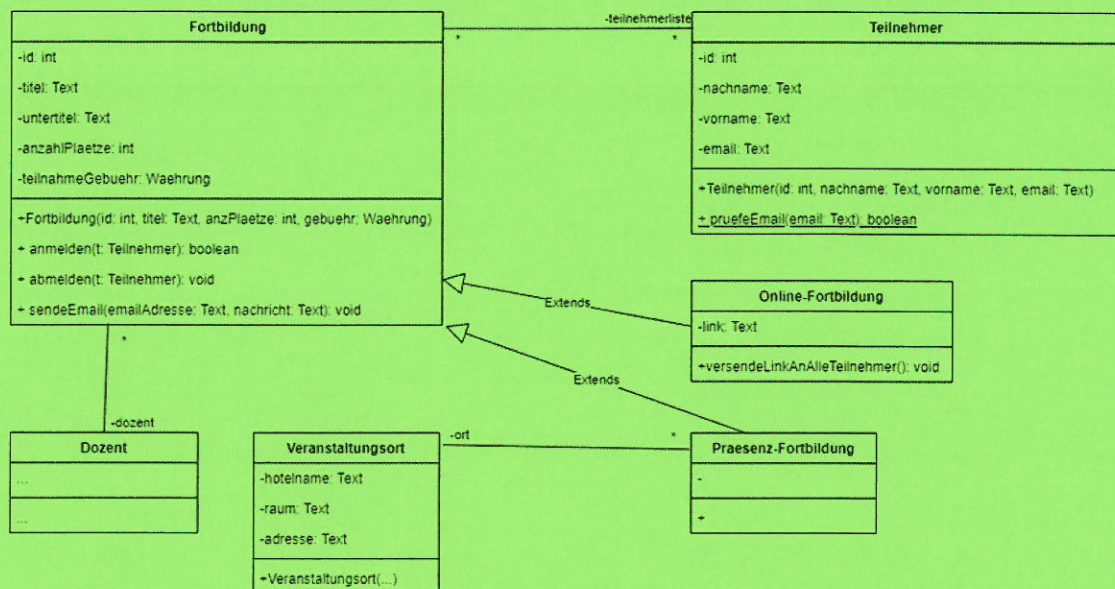 Fortbildung
-id: int
-titel: Text
-untertitel: Text
-anzahlPlaetze: int
-teilnahmeGebuehr: Waehrung
+Fortbildung(id: int, titel: Text, anzPlaetze: int, gebuehr: Waehrung)
+ anmelden(t: Teilnehmer): boolean
+ abmelden(t: Teilnehmer): void
+ sendeEmail(emailAdresse: Text, nachricht: Text): void
-teilnehmerliste
*
*
Teilnehmer
-id: int
-nachname: Text
-vorname: Text
-email: Text
+Teilnehmer(id: int, nachname: Text, vorname: Text, email: Text)
+ pruefeEmail(email: Text): boolean
Extends
Online-Fortbildung
-link: Text
+versendeLinkAnAlleTeilnehmer(): void
Extends
*
-dozent
Dozent
...
...
Veranstaltungsort
-hotelname: Text
-raum: Text
-adresse: Text
+Veranstaltungsort(...)
-ort
*
Praesenz-Fortbildung
-
+